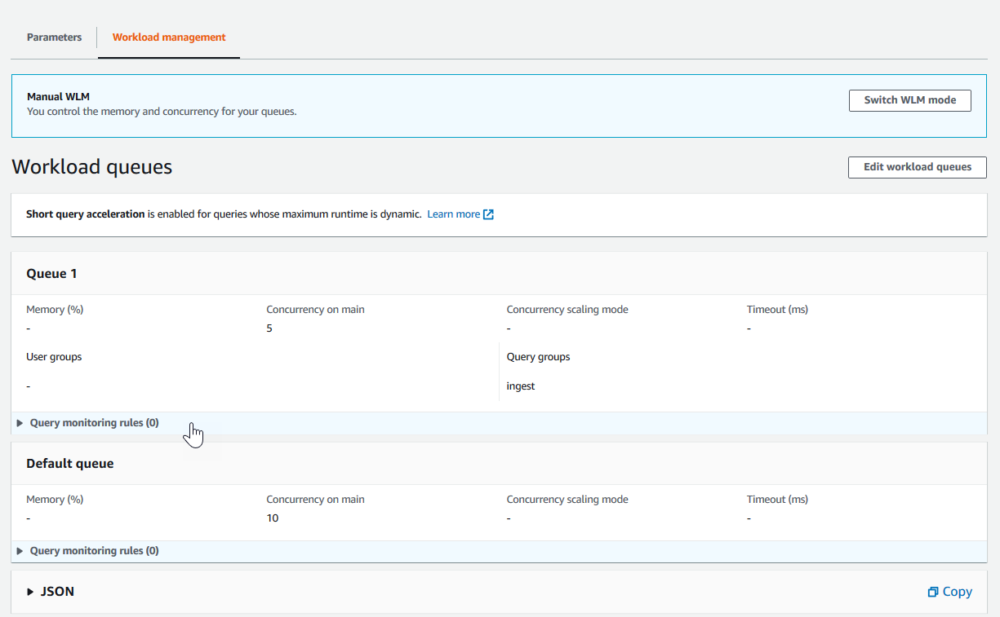 Parameters
Workload management
Manual WLM
You control the memory and concurrency for your queues.
Switch WLM mode
Workload queues
Edit workload queues
Short query acceleration is enabled for queries whose maximum runtime is dynamic. Learn more
Queue 1
Memory (%) Concurrency on main Concurrency scaling mode Timeout (ms)
- 5 - -
User groups Query groups
- ingest
Query monitoring rules (0)
Default queue
Memory (%) Concurrency on main Concurrency scaling mode Timeout (ms)
- 10 - -
Query monitoring rules (0)
JSON Copy